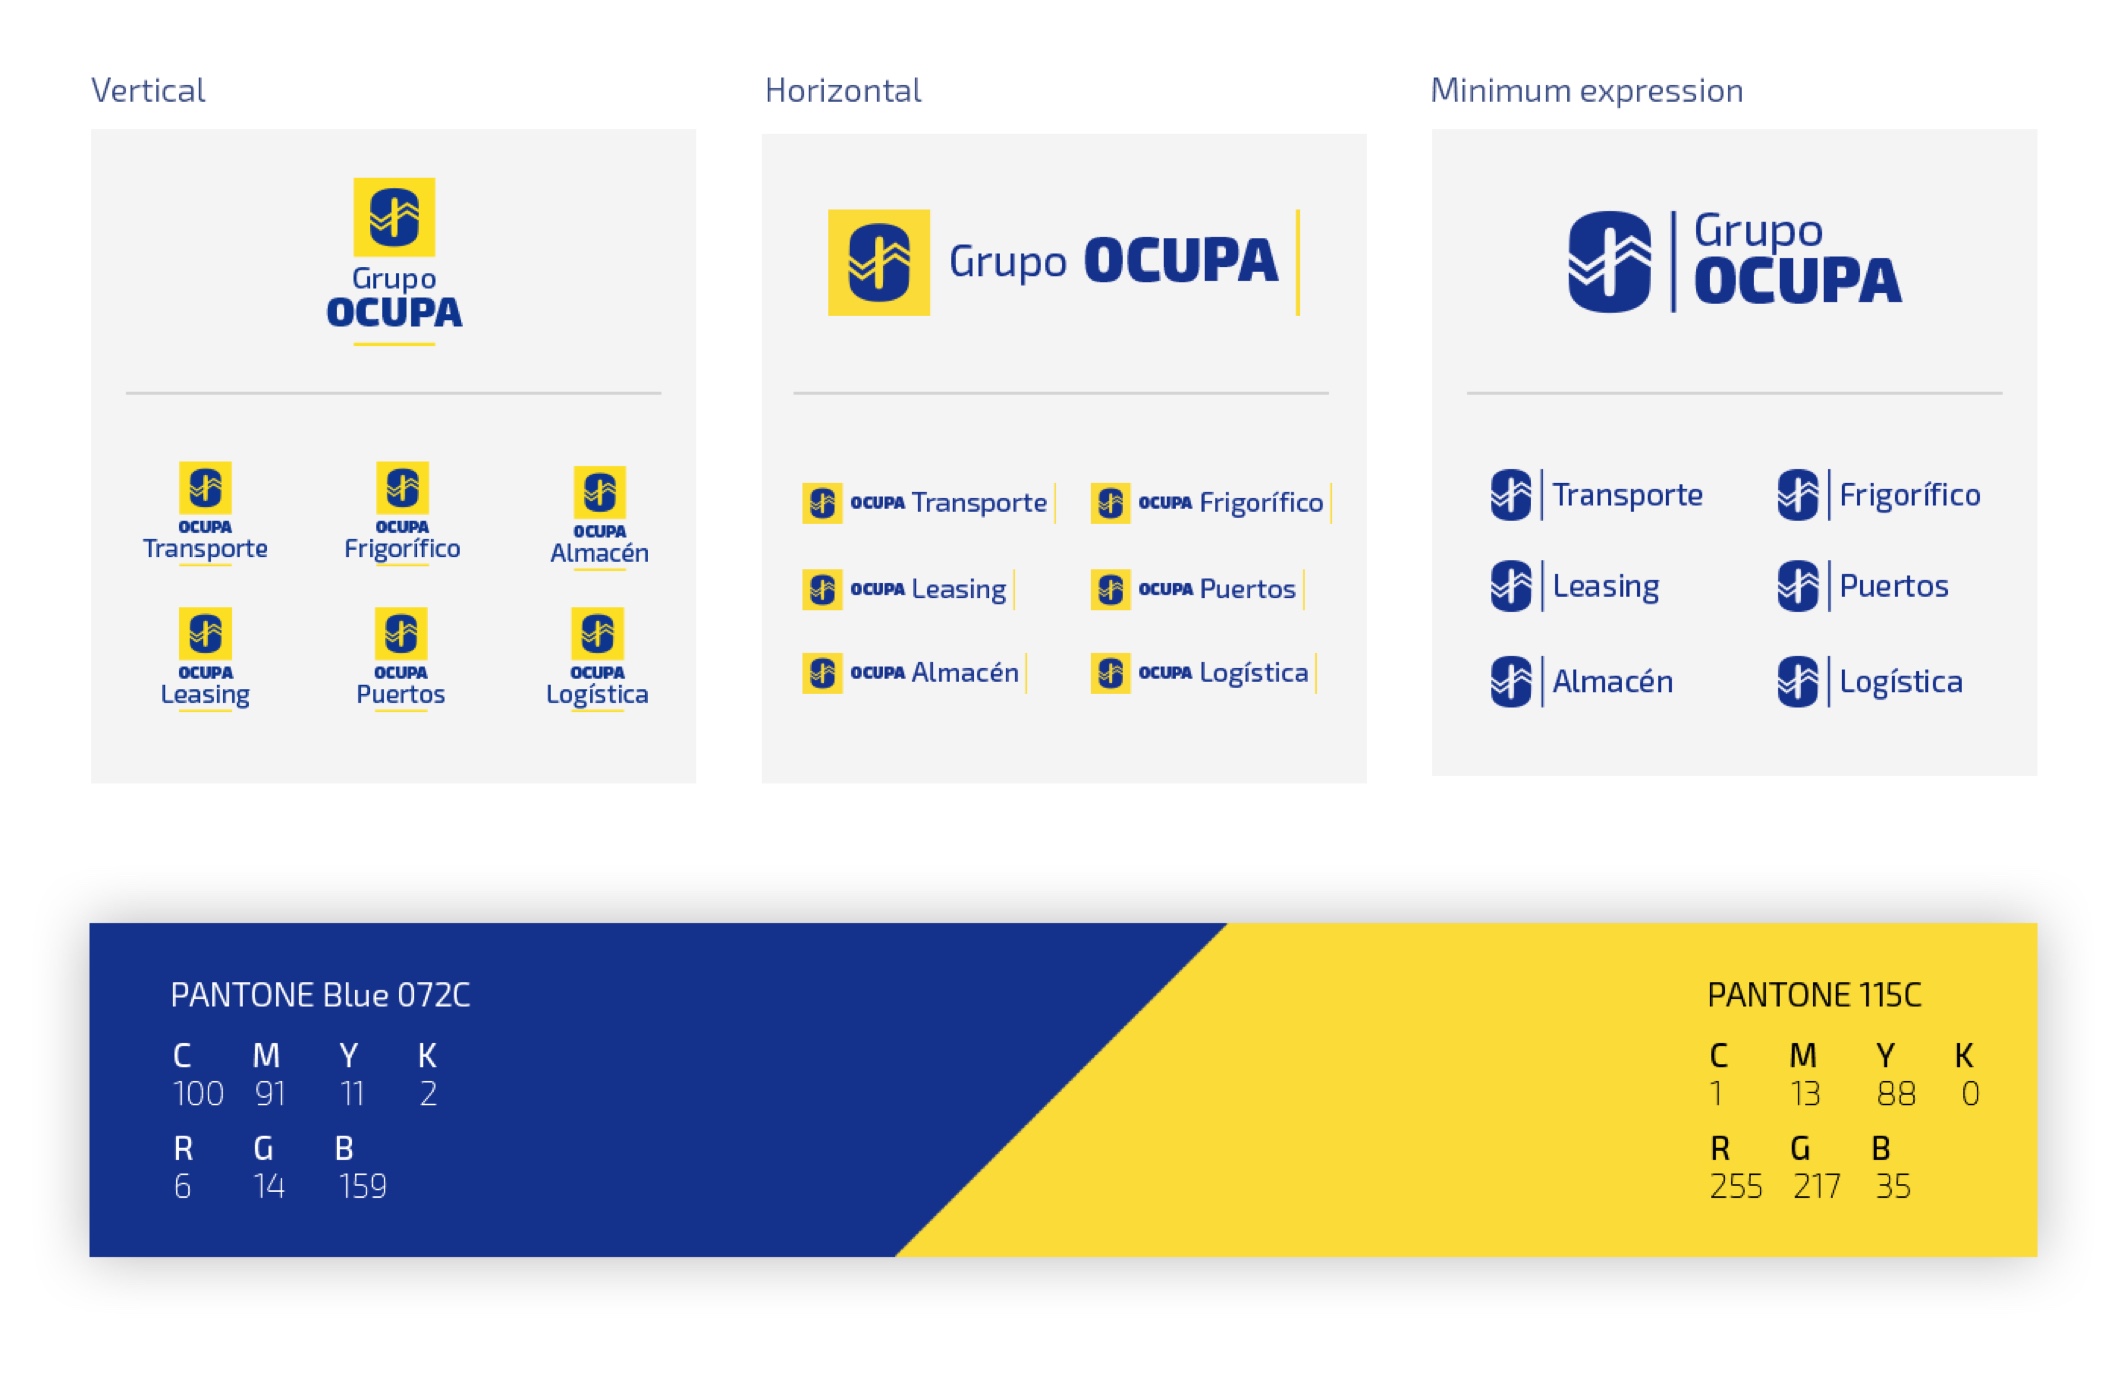 Vertical
Grupo
OCUPA
OCUPA
Transporte
OCUPA
Frigorífico
OCUPA
Almacén
OCUPA
Leasing
OCUPA
Puertos
OCUPA
Logística
Horizontal
Grupo OCUPA
OCUPA Transporte
OCUPA Frigorífico
OCUPA Leasing
OCUPA Puertos
OCUPA Almacén
OCUPA Logística
Minimum expression
Grupo
OCUPA
Transporte
Frigorífico
Leasing
Puertos
Almacén
Logística
PANTONE Blue 072C
C M Y K
100 91 11 2
R G B
6 14 159
PANTONE 115C
C M Y K
1 13 88 0
R G B
255 217 35